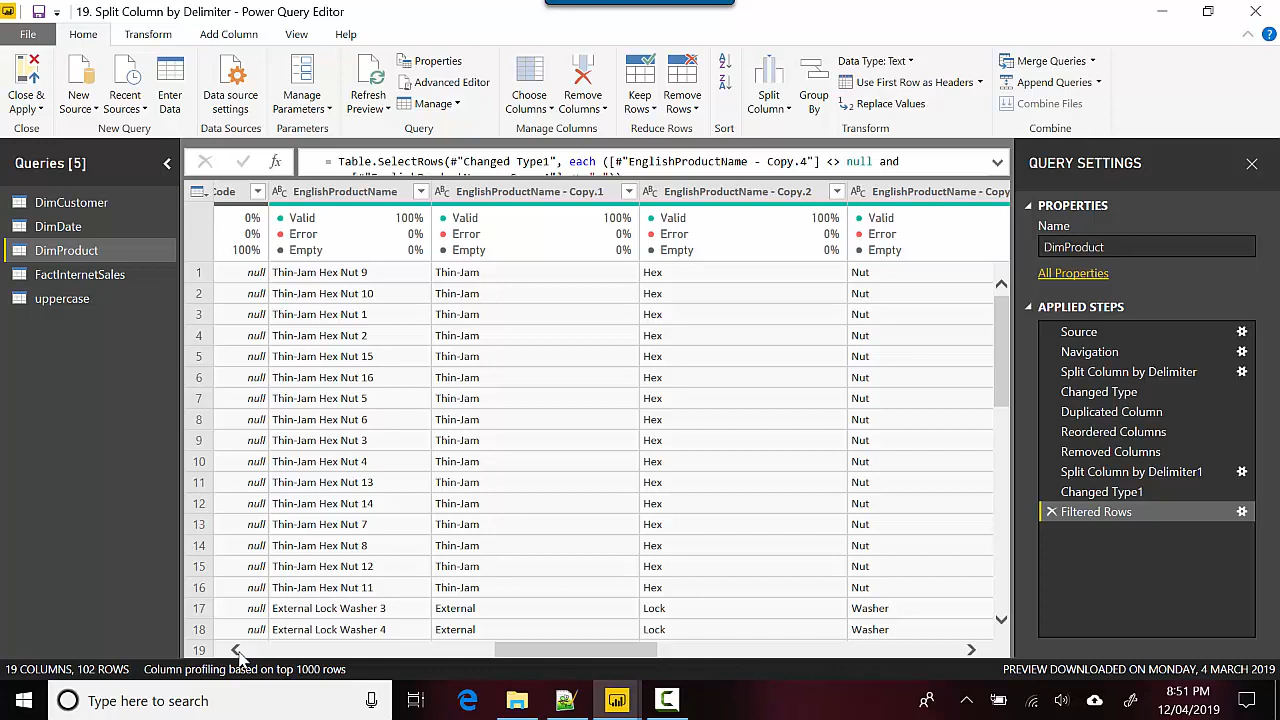 19. Split Column by Delimiter - Power Query Editor
File Home Transform Add Column View Help
Close & Apply
New Source
Recent Sources
Enter Data
Data source settings
Manage Parameters
Refresh Preview
Properties
Advanced Editor
Manage
Choose Columns
Remove Columns
Keep Rows
Remove Rows
Split Column
Group By
Data Type: Text
Use First Row as Headers
Replace Values
Merge Queries
Append Queries
Combine Files
Close New Query Data Sources Parameters Query Manage Columns Reduce Rows Sort Transform Combine
Queries [5]
DimCustomer
DimDate
DimProduct
FactInternetSales
uppercase
= Table.SelectRows(#"Changed Type1", each ([#"EnglishProductName - Copy.4"] <> null and
Code EnglishProductName EnglishProductName - Copy.1 EnglishProductName - Copy.2 EnglishProductName - Copy
0% Valid 100% Valid 100% Valid 100% Valid
0% Error 0% Error 0% Error 0% Error
100% Empty 0% Empty 0% Empty 0% Empty
1 null Thin-Jam Hex Nut 9 Thin-Jam Hex Nut
2 null Thin-Jam Hex Nut 10 Thin-Jam Hex Nut
3 null Thin-Jam Hex Nut 1 Thin-Jam Hex Nut
4 null Thin-Jam Hex Nut 2 Thin-Jam Hex Nut
5 null Thin-Jam Hex Nut 15 Thin-Jam Hex Nut
6 null Thin-Jam Hex Nut 16 Thin-Jam Hex Nut
7 null Thin-Jam Hex Nut 5 Thin-Jam Hex Nut
8 null Thin-Jam Hex Nut 6 Thin-Jam Hex Nut
9 null Thin-Jam Hex Nut 3 Thin-Jam Hex Nut
10 null Thin-Jam Hex Nut 4 Thin-Jam Hex Nut
11 null Thin-Jam Hex Nut 13 Thin-Jam Hex Nut
12 null Thin-Jam Hex Nut 14 Thin-Jam Hex Nut
13 null Thin-Jam Hex Nut 7 Thin-Jam Hex Nut
14 null Thin-Jam Hex Nut 8 Thin-Jam Hex Nut
15 null Thin-Jam Hex Nut 12 Thin-Jam Hex Nut
16 null Thin-Jam Hex Nut 11 Thin-Jam Hex Nut
17 null External Lock Washer 3 External Lock Washer
18 null External Lock Washer 4 External Lock Washer
19
QUERY SETTINGS
PROPERTIES
Name
DimProduct
All Properties
APPLIED STEPS
Source
Navigation
Split Column by Delimiter
Changed Type
Duplicated Column
Reordered Columns
Removed Columns
Split Column by Delimiter1
Changed Type1
Filtered Rows
19 COLUMNS, 102 ROWS Column profiling based on top 1000 rows PREVIEW DOWNLOADED ON MONDAY, 4 MARCH 2019
Type here to search
8:51 PM
12/04/2019